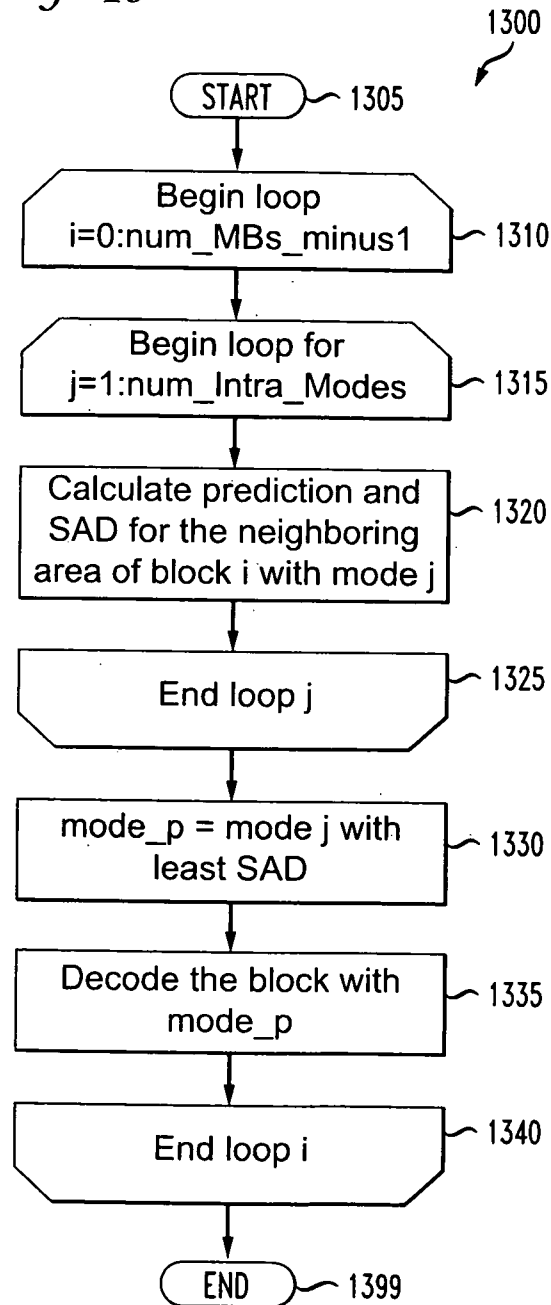 1300
START 1305
Begin loop
i=0:num_MBs_minus1 1310
Begin loop for
j=1:num_Intra_Modes 1315
Calculate prediction and
SAD for the neighboring 1320
area of block i with mode j
End loop j 1325
mode_p = mode j with
least SAD 1330
Decode the block with
mode_p 1335
End loop i 1340
END 1399